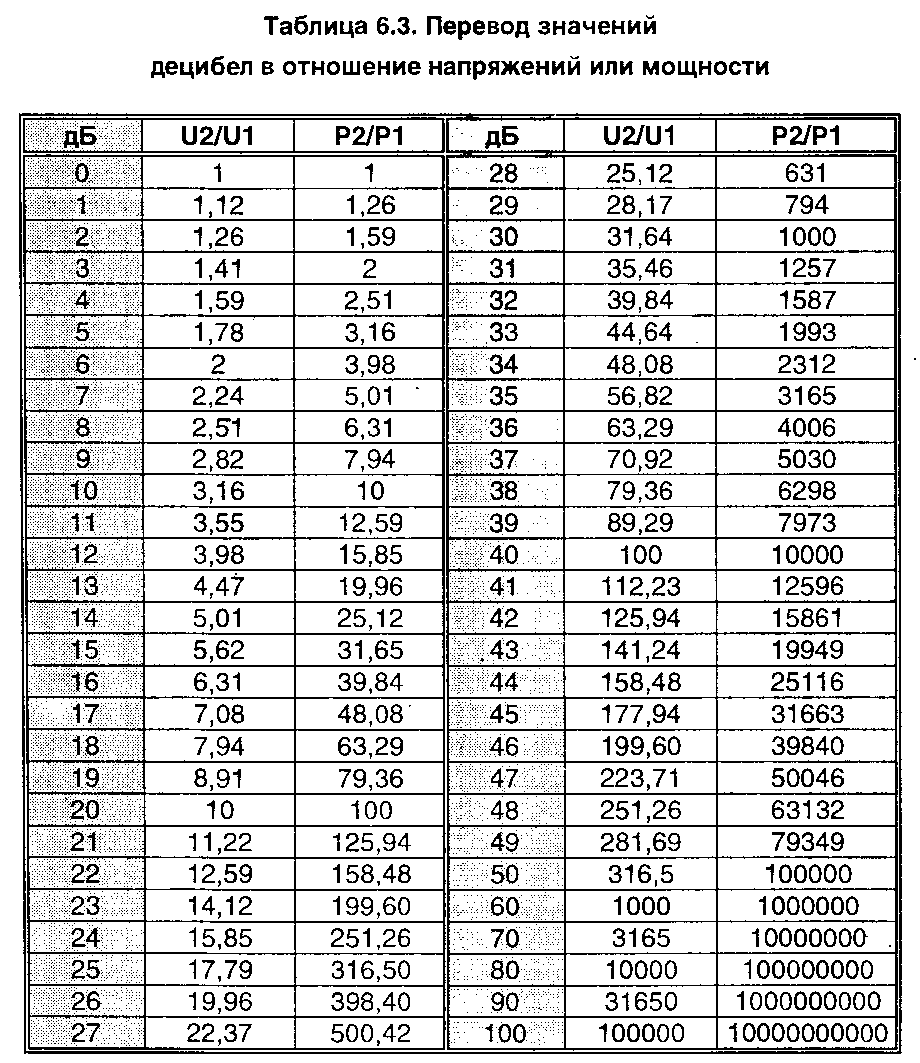 Таблица 6.3. Перевод значений
децибел в отношение напряжений или мощности
дБ U2/U1 P2/P1 дБ U2/U1 P2/P1
0 1 1 28 25,12 631
1 1,12 1,26 29 28,17 794
2 1,26 1,59 30 31,64 1000
3 1,41 2 31 35,46 1257
4 1,59 2,51 32 39,84 1587
5 1,78 3,16 33 44,64 1993
6 2 3,98 34 48,08 2312
7 2,24 5,01 35 56,82 3165
8 2,51 6,31 36 63,29 4006
9 2,82 7,94 37 70,92 5030
10 3,16 10 38 79,36 6298
11 3,55 12,59 39 89,29 7973
12 3,98 15,85 40 100 10000
13 4,47 19,96 41 112,23 12596
14 5,01 25,12 42 125,94 15861
15 5,62 31,65 43 141,24 19949
16 6,31 39,84 44 158,48 25116
17 7,08 48,08 45 177,94 31663
18 7,94 63,29 46 199,60 39840
19 8,91 79,36 47 223,71 50046
20 10 100 48 251,26 63132
21 11,22 125,94 49 281,69 79349
22 12,59 158,48 50 316,5 100000
23 14,12 199,60 60 1000 1000000
24 15,85 251,26 70 3165 10000000
25 17,79 316,50 80 10000 100000000
26 19,96 398,40 90 31650 1000000000
27 22,37 500,42 100 100000 10000000000